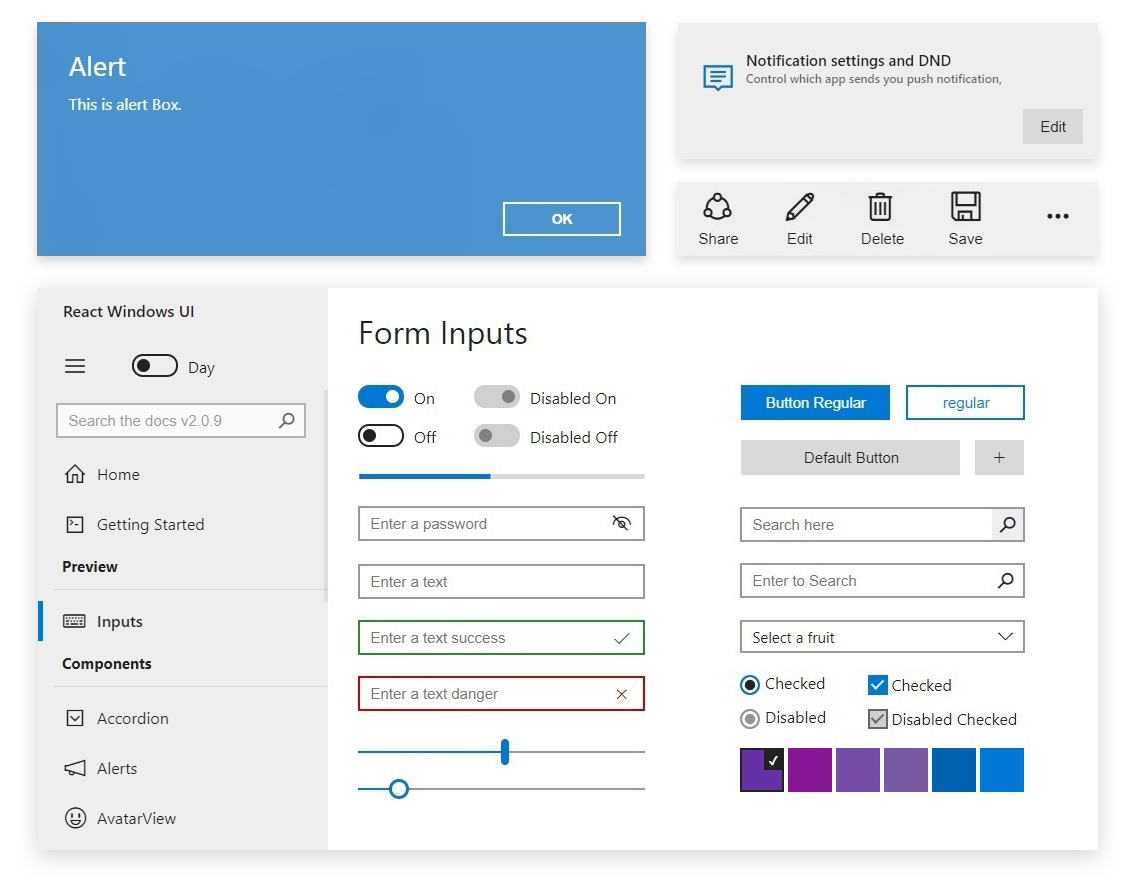 Alert
This is alert Box.
OK
Notification settings and DND
Control which app sends you push notification,
Edit
Share
Edit
Delete
Save
React Windows UI
Day
Search the docs v2.0.9
Home
Getting Started
Preview
Inputs
Components
Accordion
Alerts
AvatarView
Form Inputs
On
Disabled On
Off
Disabled Off
Enter a password
Enter a text
Enter a text success
Enter a text danger
Button Regular
regular
Default Button
+
Search here
Enter to Search
Select a fruit
Checked
Checked
Disabled
Disabled Checked